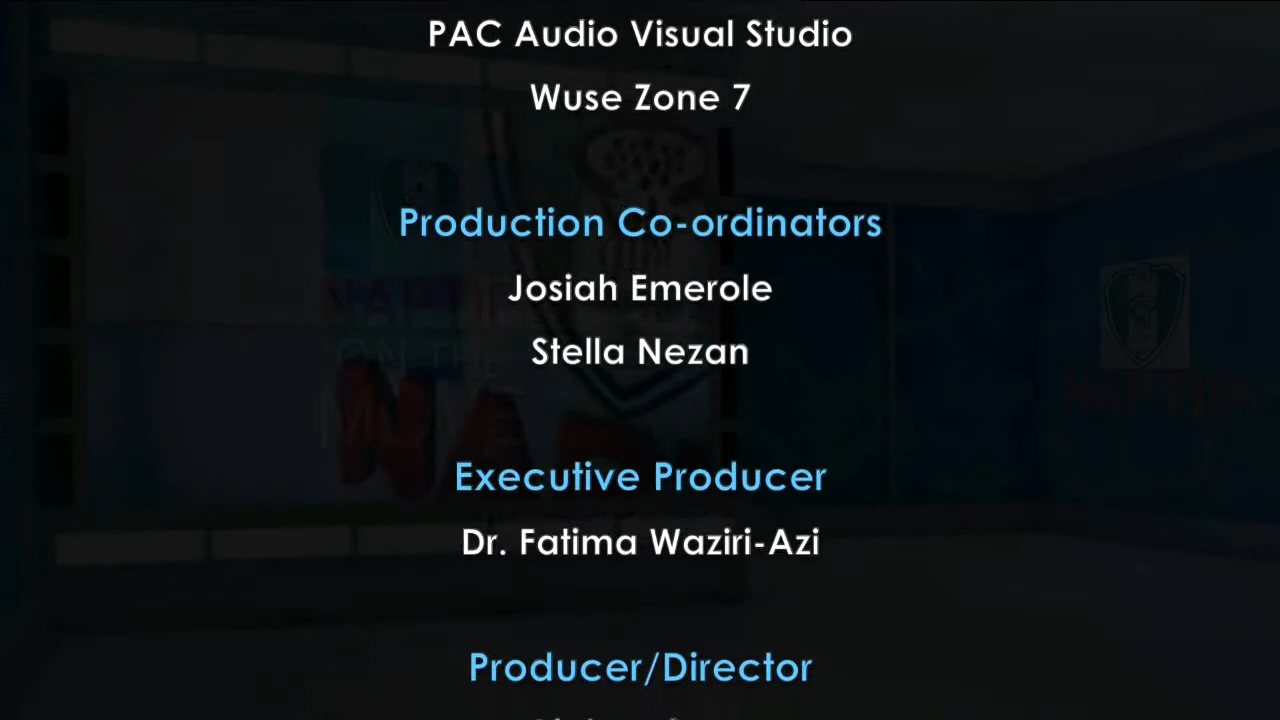 PAC Audio Visual Studio
Wuse Zone 7
Production Co-ordinators
Josiah Emerole
Stella Nezan
Executive Producer
Dr. Fatima Waziri-Azi
Producer/Director